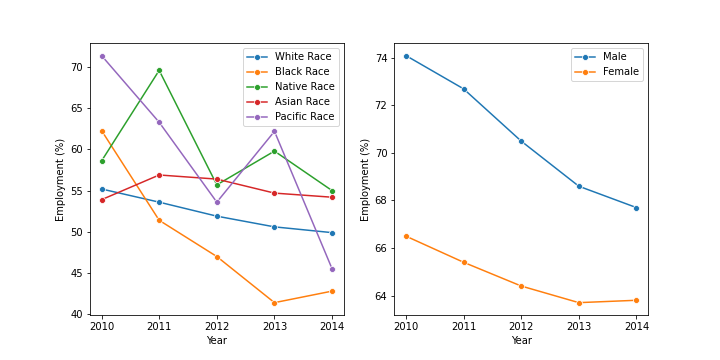 70
65
60
55
50
45
40
Employment (%)
2010 2011 2012 2013 2014
Year
White Race
Black Race
Native Race
Asian Race
Pacific Race
74
72
70
68
66
64
Employment (%)
2010 2011 2012 2013 2014
Year
Male
Female